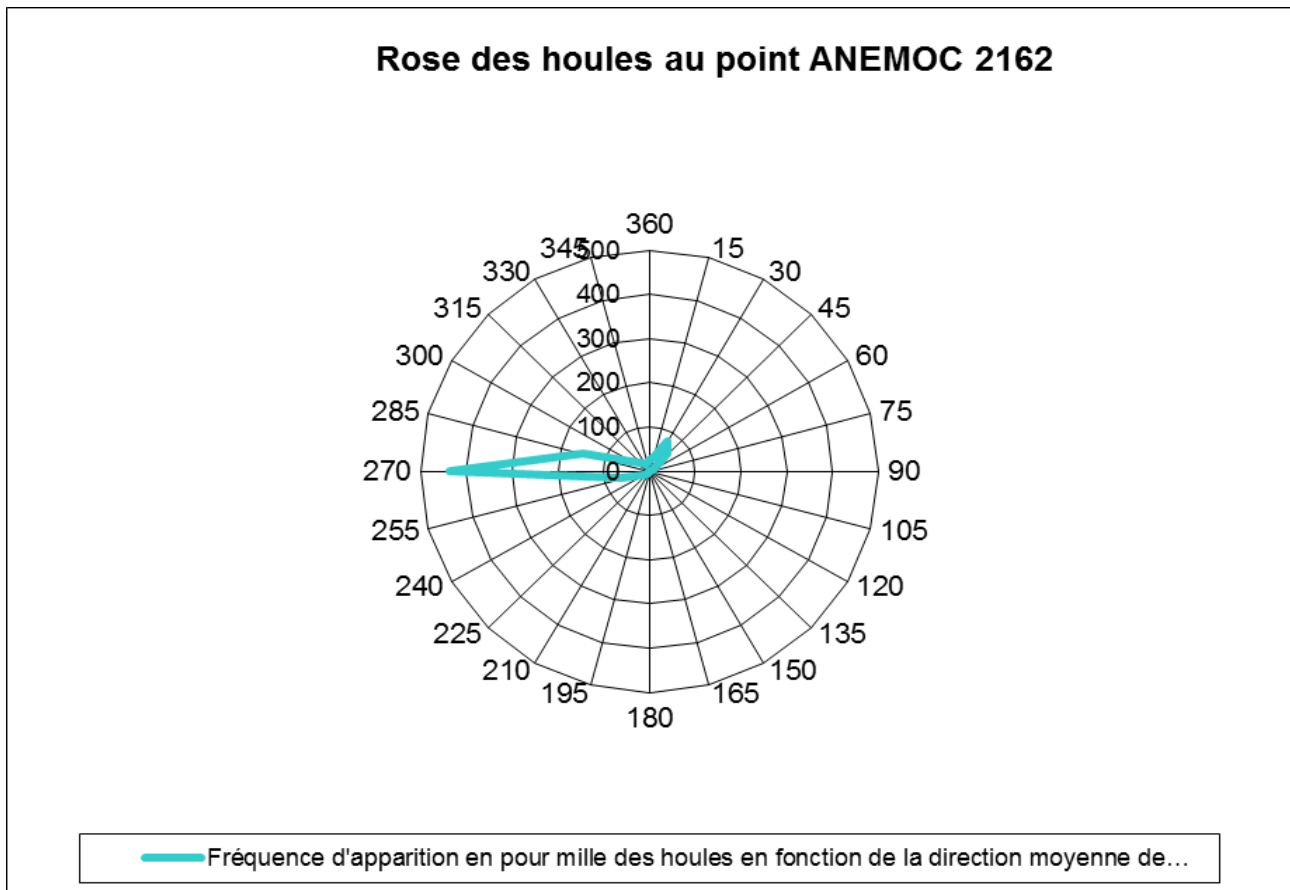 Rose des houles au point ANEMOC 2162
360
345 500 15
330 30
400
315 45
300 300 60
285 200 75
100
270 0 90
255 105
240 120
225 135
210 150
195 165
180
Fréquence d'apparition en pour mille des houles en fonction de la direction moyenne de…